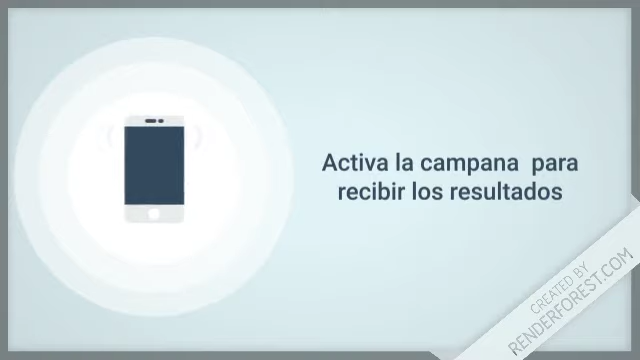 Activa la campana  para
recibir los resultados
CREATED BY
RENDERFOREST.COM